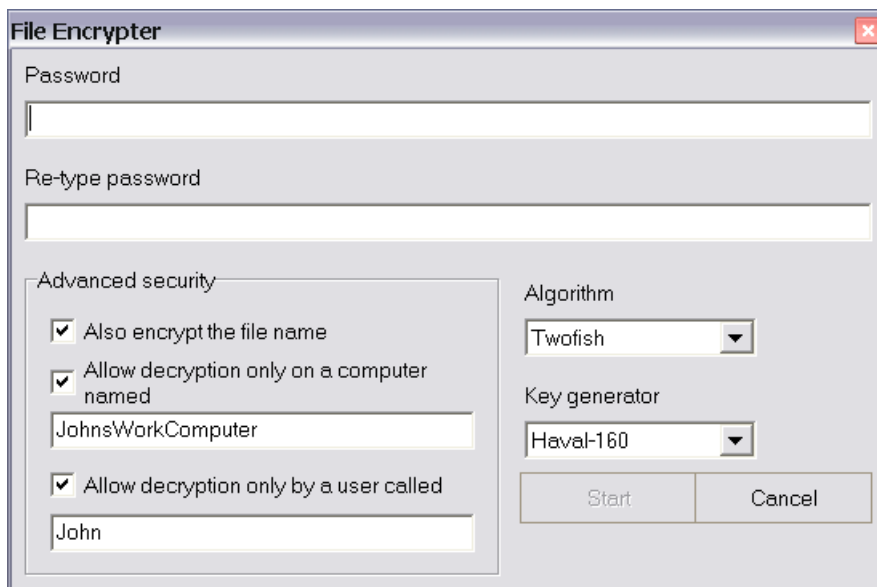 File Encrypter
Password
Re-type password
Advanced security
Also encrypt the file name
Allow decryption only on a computer
named
JohnsWorkComputer
Allow decryption only by a user called
John
Algorithm
Twofish
Key generator
Haval-160
Start
Cancel